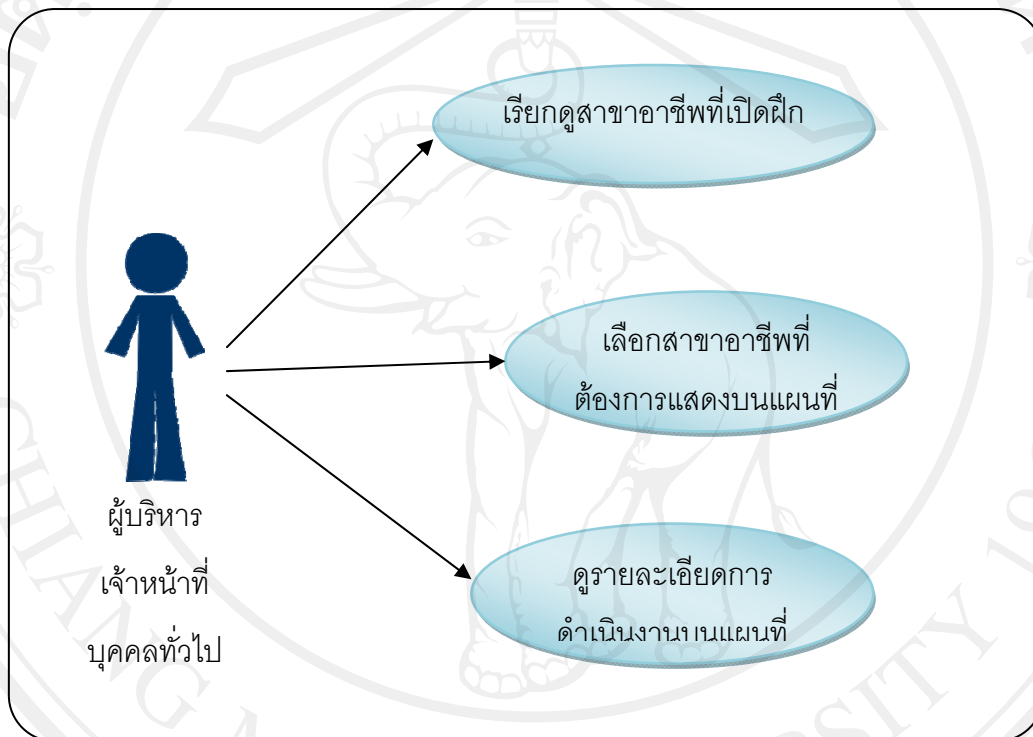 เรียกดูสาขาอาชีพที่เปิดฝึก
เลือกสาขาอาชีพที่
ต้องการแสดงบนแผนที่
ผู้บริหาร
เจ้าหน้าที่
บุคคลทั่วไป
ดูรายละเอียดการ
ดำเนินงานบนแผนที่
CHIANG M
RSITY 19